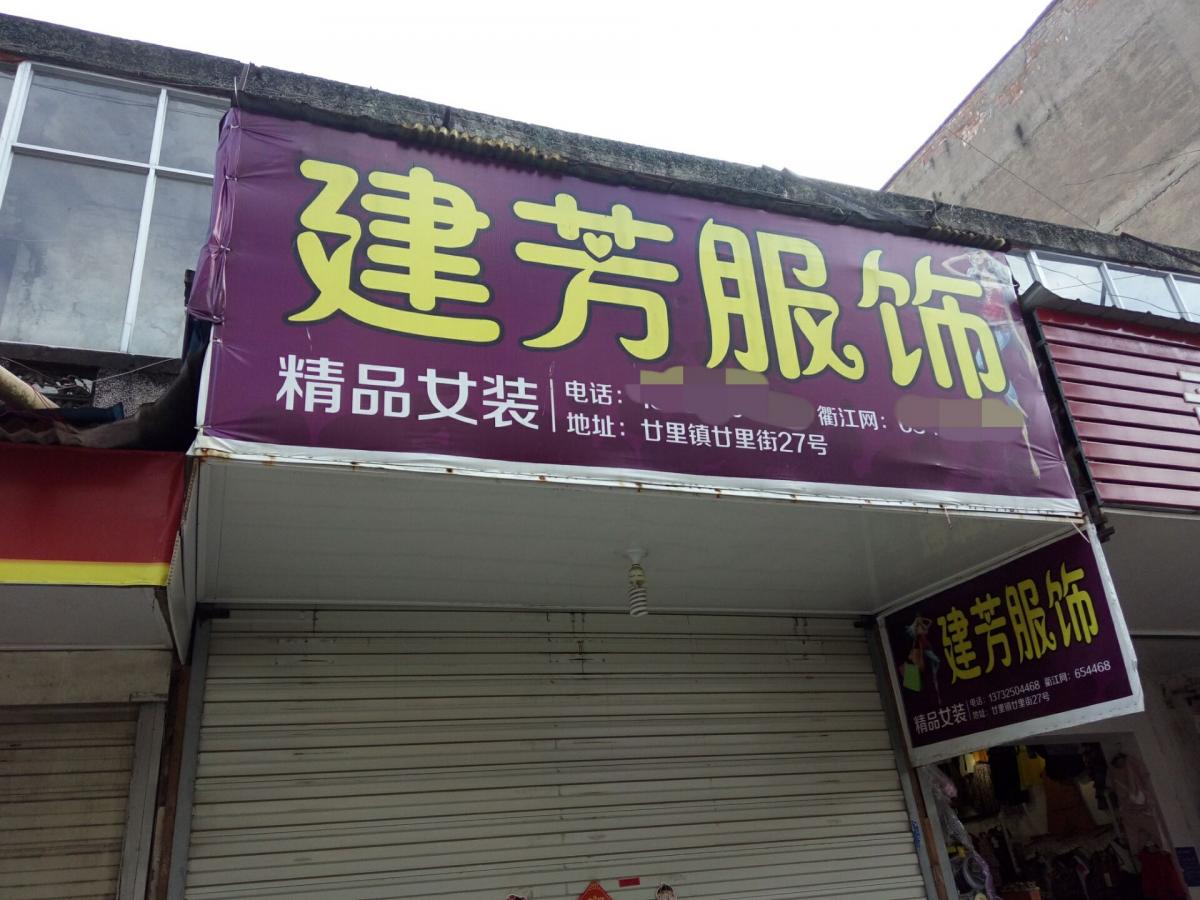 建芳服饰
精品女装
电话：
衢江网：
地址：廿里镇廿里街27号
建芳服饰
精品女装
电话：13732504468 衢江网：654468
地址：廿里镇廿里街27号